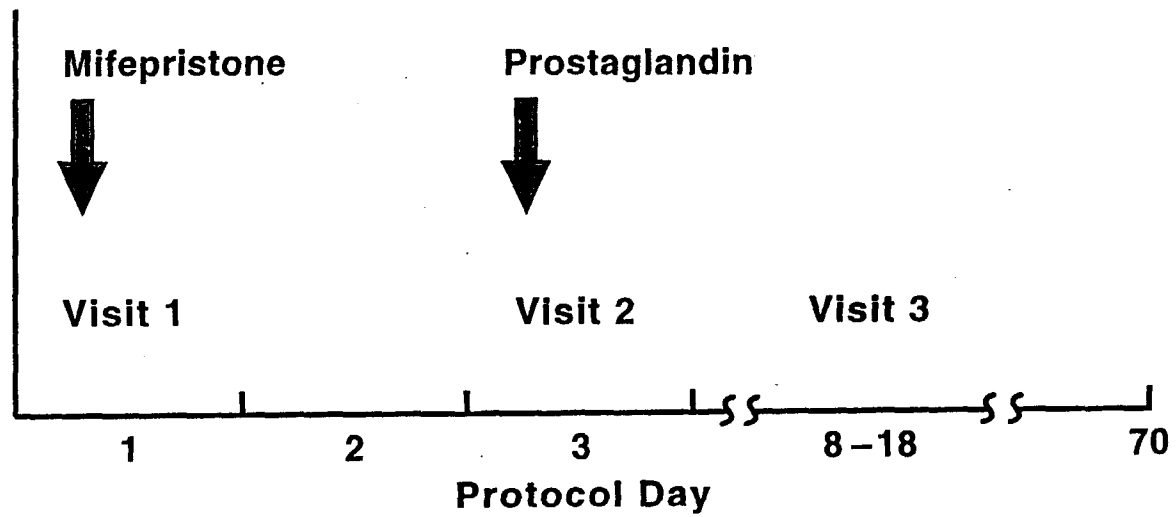 Mifepristone Prostaglandin
Visit 1 Visit 2 Visit 3
1 2 3 8–18 70
Protocol Day